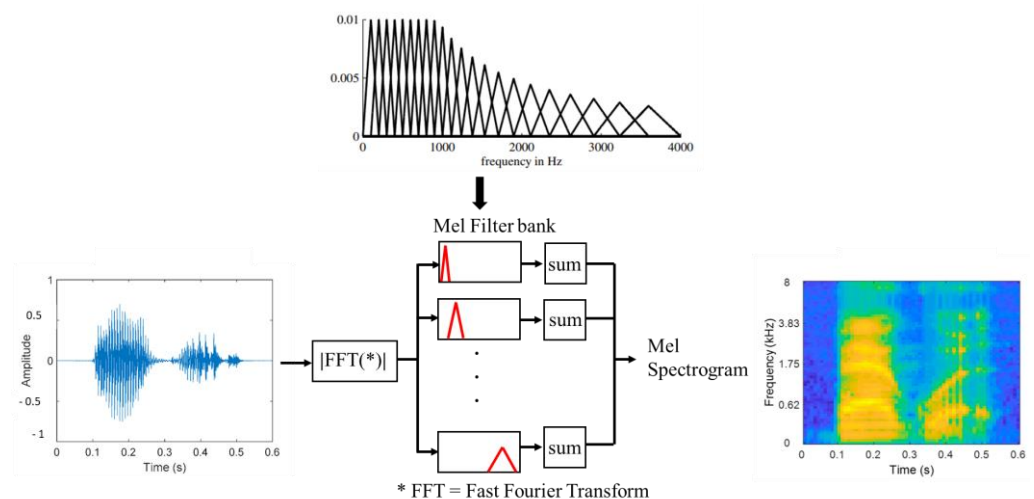 0.01
0.005
0
0 1000 2000 3000 4000
frequency in Hz
Mel Filter bank
sum
sum
sum
|FFT(*)|
Mel
Spectrogram
1
0.5
0
- 0.5
- 1
Amplitude
0 0.1 0.2 0.3 0.4 0.5 0.6
Time (s)
8
3.83
1.75
0.62
0
Frequency (kHz)
0 0.1 0.2 0.3 0.4 0.5 0.6
Time (s)
* FFT = Fast Fourier Transform